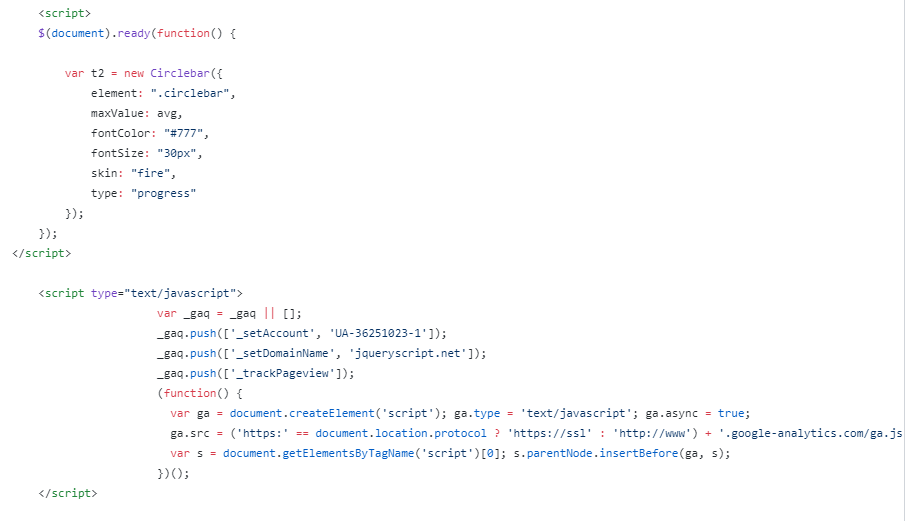 <script>
$(document).ready(function() {
var t2 = new Circlebar({
element: ".circlebar",
maxValue: avg,
fontColor: "#777",
fontSize: "30px",
skin: "fire",
type: "progress"
});
});
</script>
<script type="text/javascript">
var _gaq = _gaq || [];
_gaq.push(['_setAccount', 'UA-36251023-1']);
_gaq.push(['_setDomainName', 'jqueryscript.net']);
_gaq.push(['_trackPageview']);
(function() {
var ga = document.createElement('script'); ga.type = 'text/javascript'; ga.async = true;
ga.src = ('https:' == document.location.protocol ? 'https://ssl' : 'http://www') + '.google-analytics.com/ga.js
var s = document.getElementsByTagName('script')[0]; s.parentNode.insertBefore(ga, s);
})();
</script>